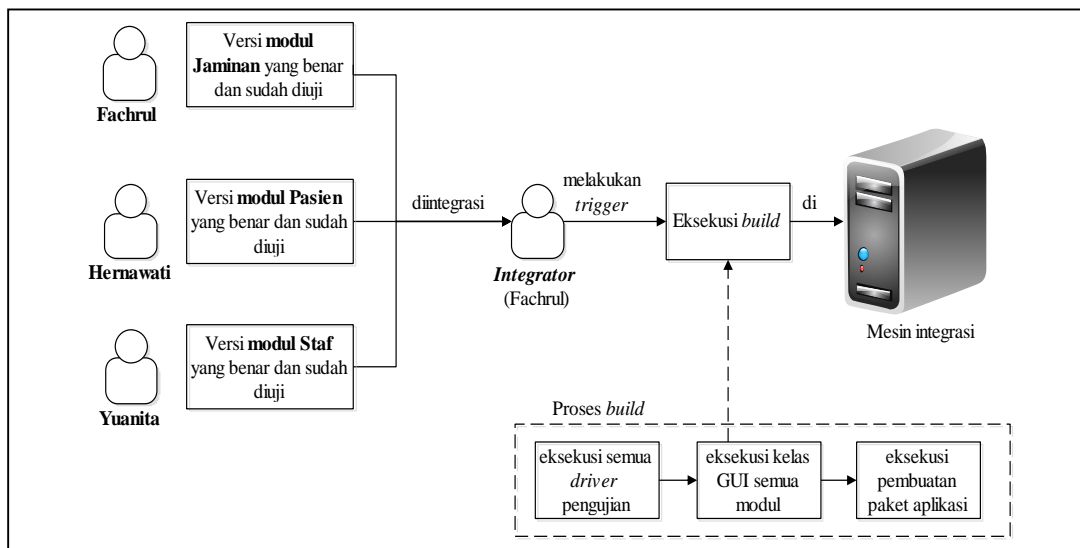 Versi modul
Jaminan yang benar
dan sudah diuji
Fachrul
Versi modul Pasien
yang benar dan sudah
diuji
Hernawati
Versi modul Staf
yang benar dan sudah
diuji
Yuanita
diintegrasi
Integrator
(Fachrul)
melakukan
trigger
Eksekusi build
di
Mesin integrasi
Proses build
eksekusi semua
driver
pengujian
eksekusi kelas
GUI semua
modul
eksekusi
pembuatan
paket aplikasi